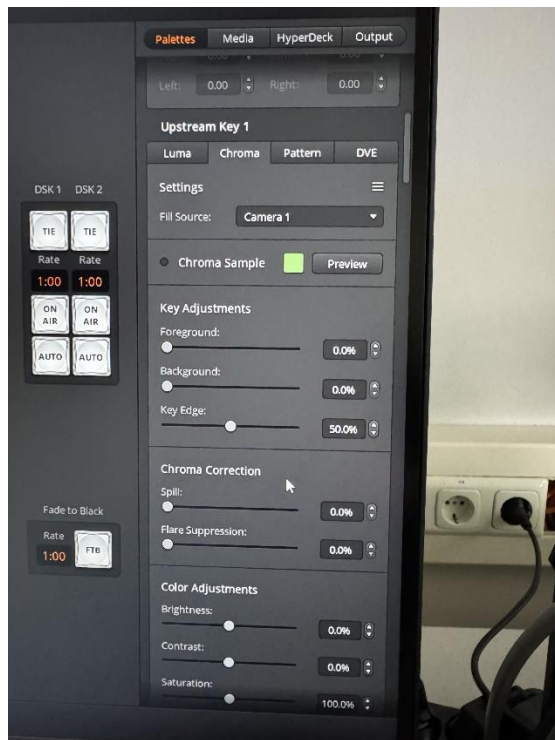 Palettes Media HyperDeck Output
Left: 0.00 Right: 0.00
Upstream Key 1
Luma Chroma Pattern DVE
Settings
Fill Source: Camera 1
Chroma Sample Preview
Key Adjustments
Foreground:
0.0%
Background:
0.0%
Key Edge:
50.0%
Chroma Correction
Spill:
0.0%
Flare Suppression:
0.0%
Color Adjustments
Brightness:
0.0%
Contrast:
0.0%
Saturation:
100.0%
DSK 1 DSK 2
TIE TIE
Rate Rate
1:00 1:00
ON ON
AIR AIR
AUTO AUTO
Fade to Black
Rate
1:00 FTB